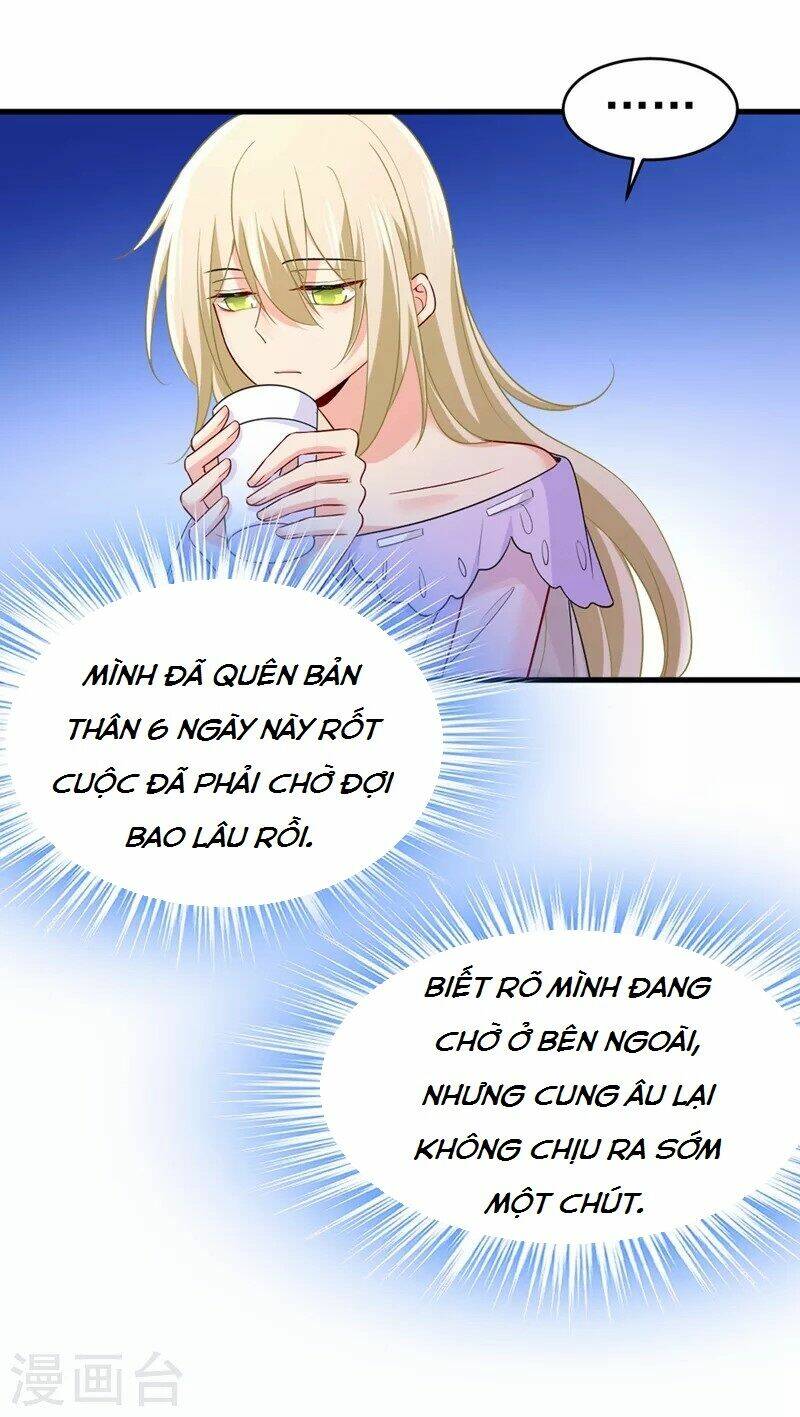 ......
MÌNH ĐÃ QUÊN BẢN
THÂN 6 NGÀY NÀY RỐT
CUỘC ĐÃ PHẢI CHỜ ĐỢI
BAO LÂU RỒI.
BIẾT RÕ MÌNH ĐANG
CHỜ Ở BÊN NGOÀI,
NHƯNG CUNG ÂU LẠI
KHÔNG CHỊU RA SỚM
MỘT CHÚT.
漫画台